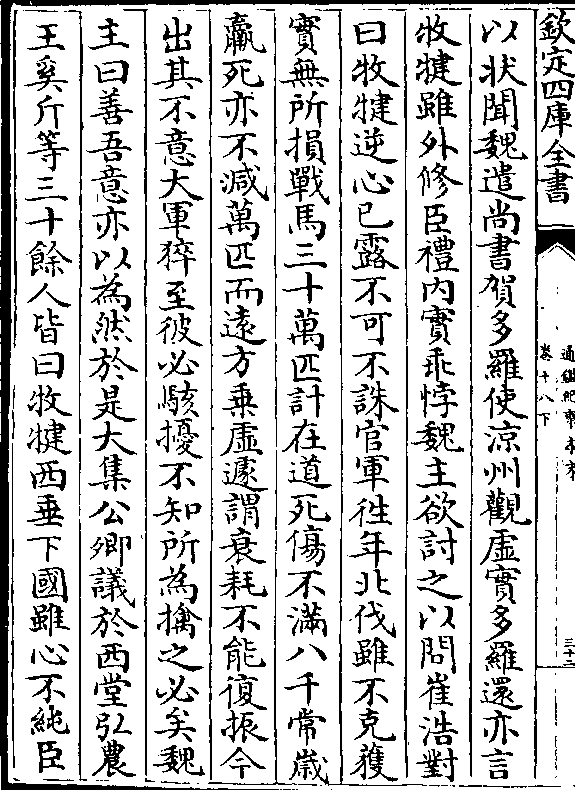 欽定四庫全書
通鑑紀事本末
卷十八下
三十二
以狀聞魏遣尚書賀多羅使涼州觀虛實多羅還亦言
牧犍雖外修臣禮内實乖悖魏主欲討之以問崔浩對
曰牧犍逆心已露不可不誅官軍徃年北伐雖不克獲
實無所損戰馬三十萬匹計在道死傷不滿八千常歲
羸死亦不減萬匹而遠方乗虛遽謂衰耗不能復振今
出其不意大軍猝至彼必駭擾不知所為擒之必矣魏
主曰善吾意亦以為然於是大集公卿議於西堂弘農
王奚斤等三十餘人皆曰牧犍西垂下國雖心不純臣